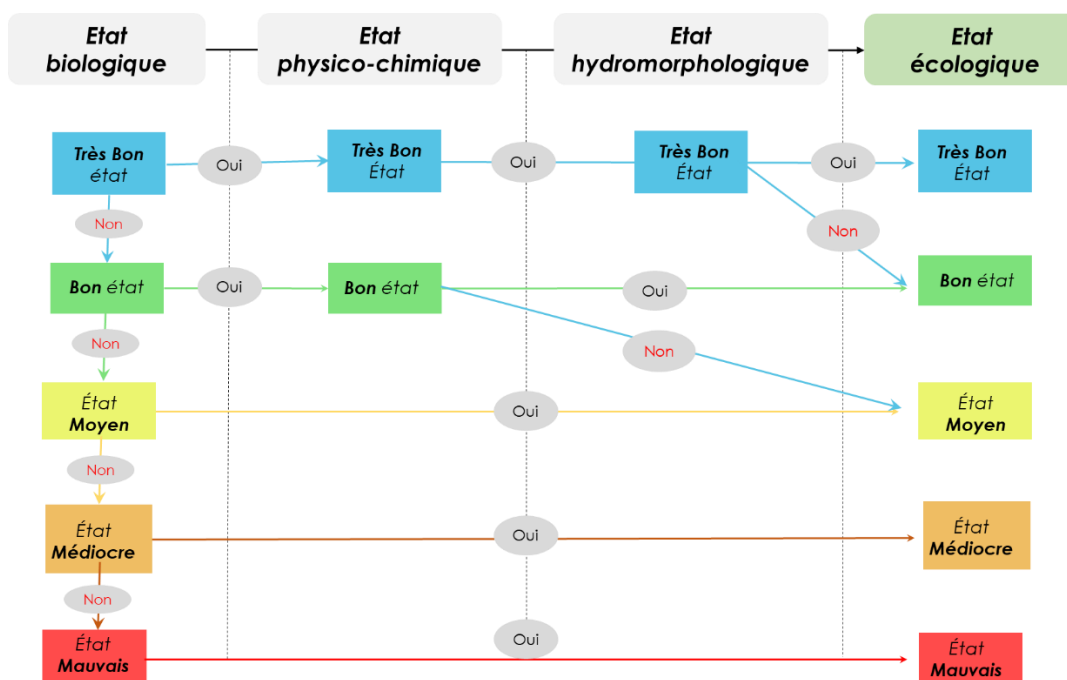 Etat
biologique
Etat
physico-chimique
Etat
hydromorphologique
Etat
écologique
Très Bon
état
Oui
Très Bon
État
Oui
Très Bon
État
Oui
Très Bon
État
Non
Non
Bon état
Oui
Bon état
Oui
Bon état
Non
Non
État
Moyen
Oui
État
Moyen
Non
État
Médiocre
Oui
État
Médiocre
Non
État
Mauvais
Oui
État
Mauvais